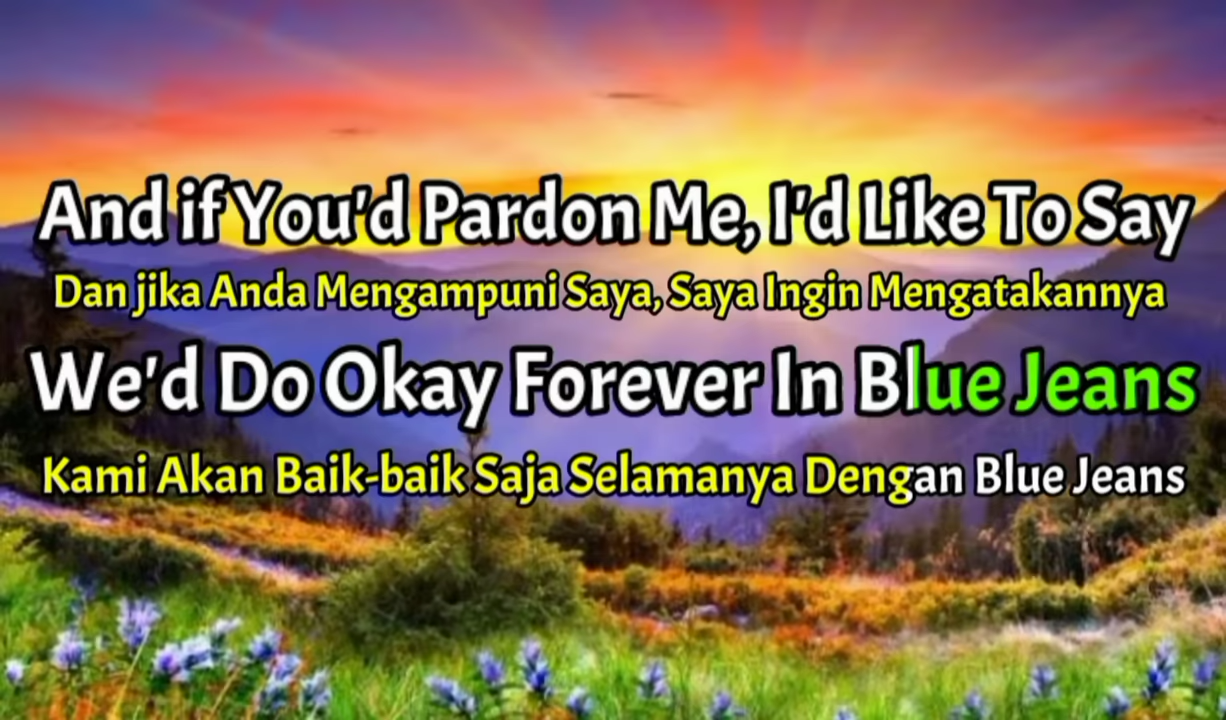 And if You'd Pardon Me, I'd Like To Say
Dan jika Anda Mengampuni Saya, Saya Ingin Mengatakannya
We'd Do Okay Forever In Blue Jeans
Kami Akan Baik-baik Saja Selamanya Dengan Blue Jeans